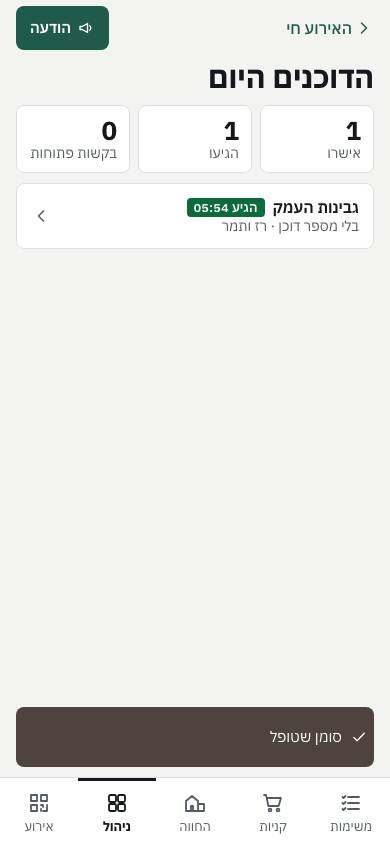 האירוע חי
הודעה
הדוכנים היום
1
אישרו
1
הגיעו
0
בקשות פתוחות
גבינות העמק הגיע 05:54
בלי מספר דוכן · רז ותמר
סומן שטופל
משימות
קניות
החווה
ניהול
אירוע